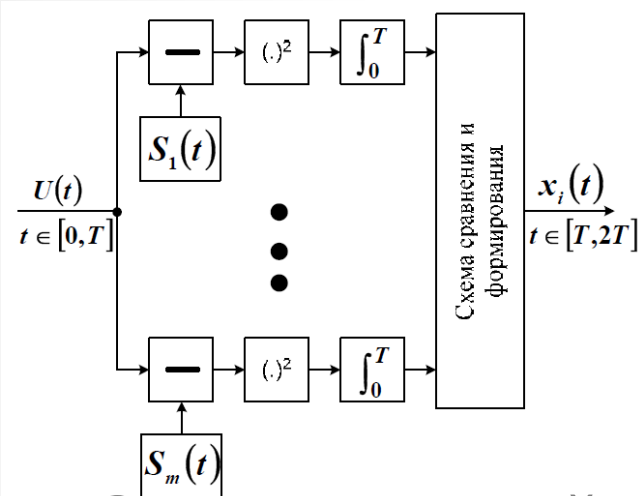 (.)² ∫₀ᵀ
S₁(t)
U(t)
t ∈ [0,T]
Схема сравнения и
формирования
xᵢ(t)
t ∈ [T,2T]
(.)² ∫₀ᵀ
Sₘ(t)